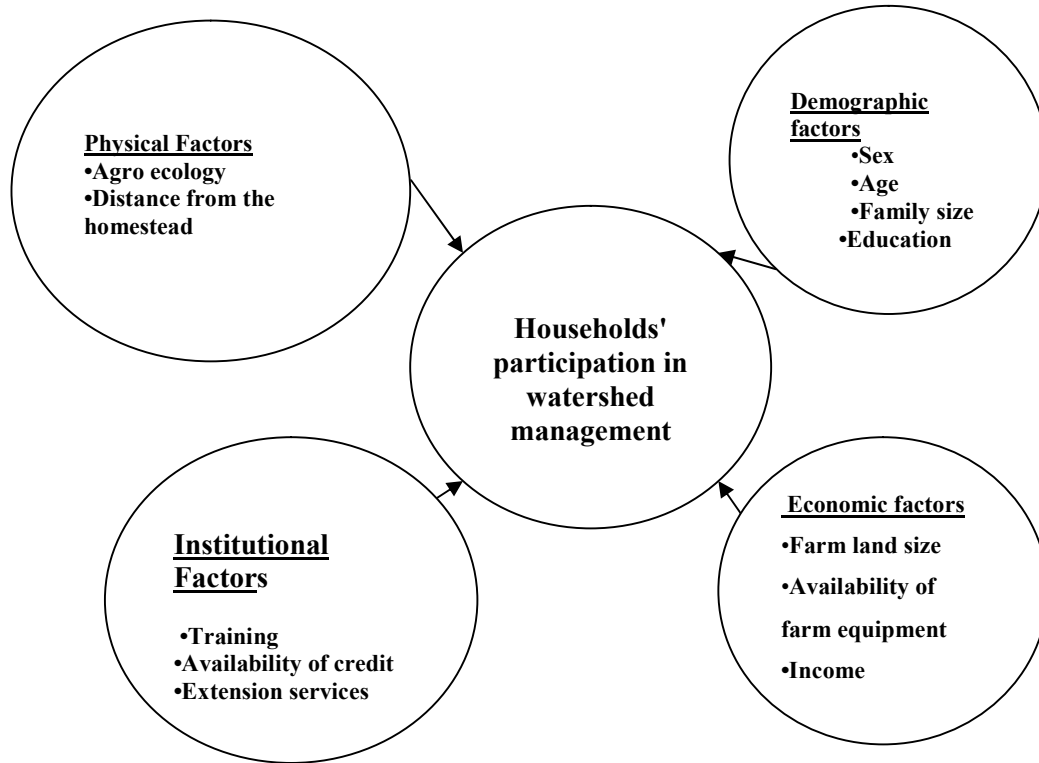 Physical Factors
•Agro ecology
•Distance from the
homestead
Demographic
factors
•Sex
•Age
•Family size
•Education
Households'
participation in
watershed
management
Institutional
Factors
•Training
•Availability of credit
•Extension services
Economic factors
•Farm land size
•Availability of
farm equipment
•Income